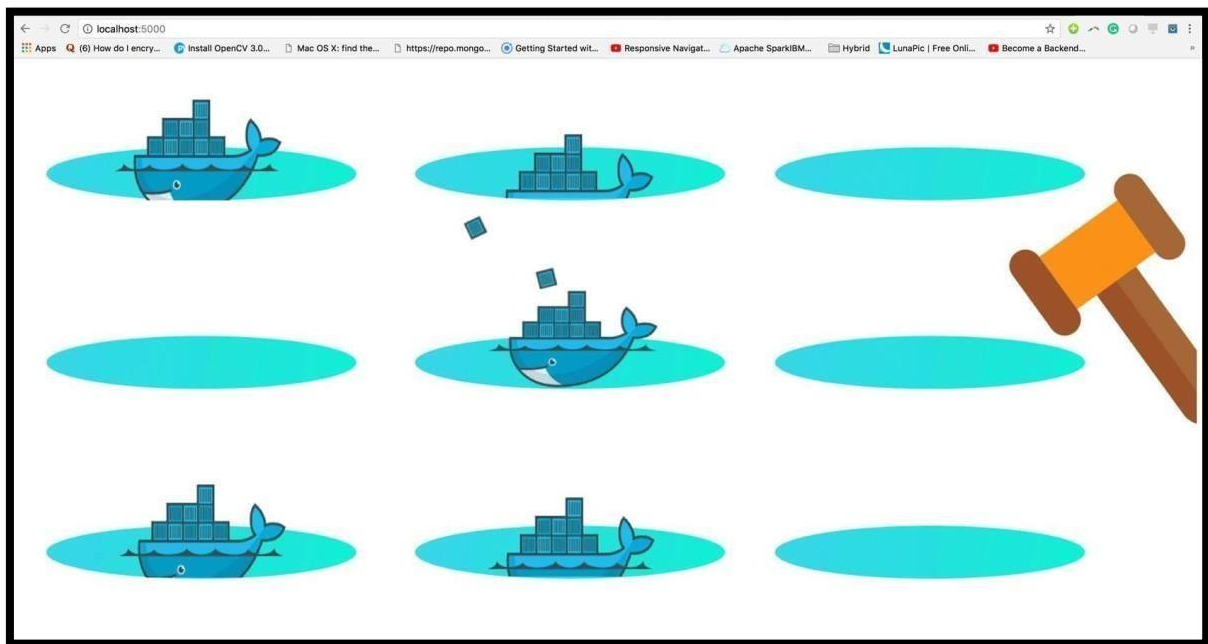 localhost:5000
Apps (6) How do I encry... Install OpenCV 3.0... Mac OS X: find the... https://repo.mongo... Getting Started wit... Responsive Navigat... Apache SparkIBM... Hybrid LunaPic | Free Onli... Become a Backend... »